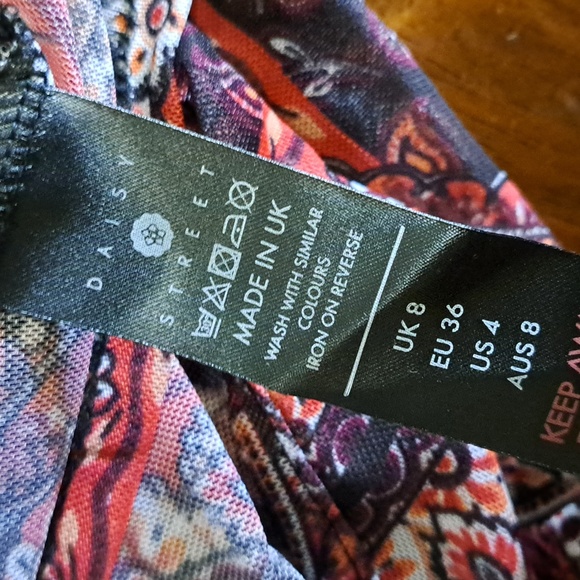 DAISY
STREET
MADE IN UK
WASH WITH SIMILAR
COLOURS
IRON ON REVERSE
UK 8
EU 36
US 4
AUS 8
KEEP